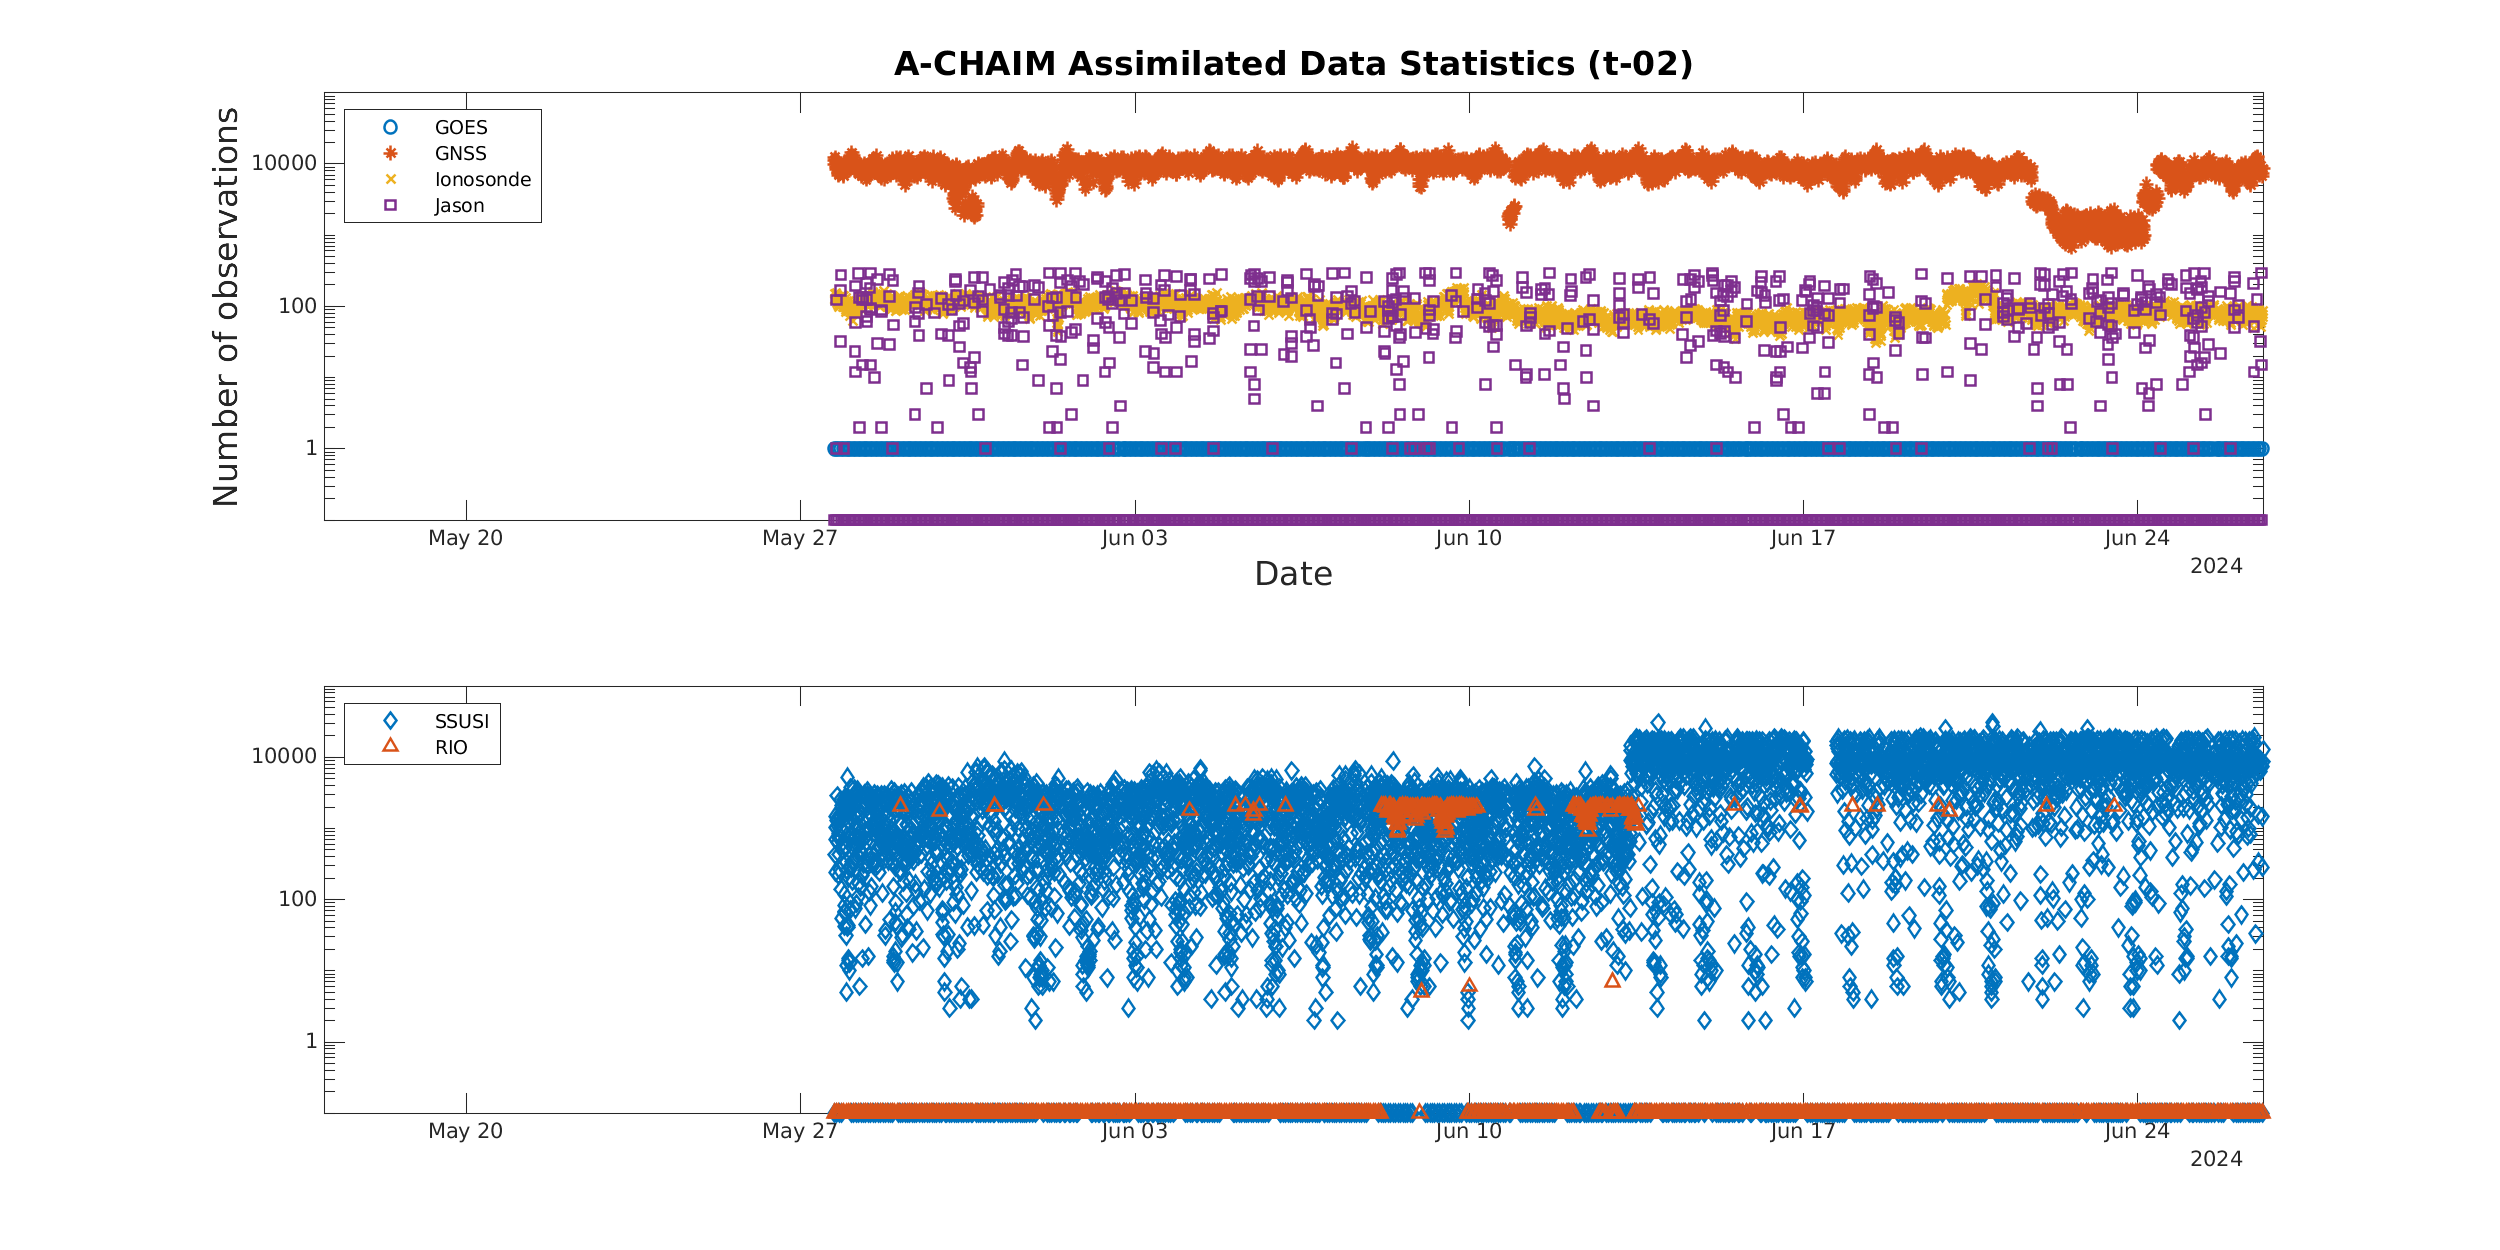 A-CHAIM Assimilated Data Statistics (t-02)
Number of observations
10000
100
1
GOES
GNSS
Ionosonde
Jason
May 20
May 27
Jun 03
Jun 10
Jun 17
Jun 24
2024
Date
10000
100
1
SSUSI
RIO
May 20
May 27
Jun 03
Jun 10
Jun 17
Jun 24
2024